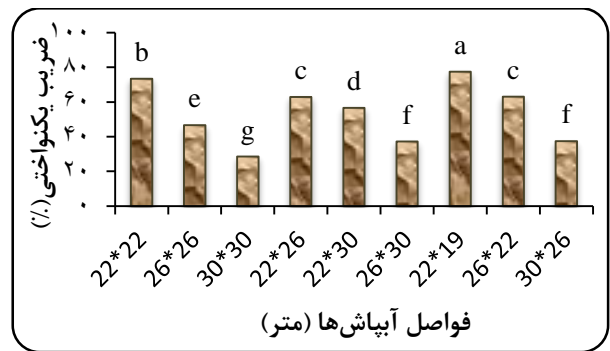 ضریب یکنواختی (٪)
۱۰۰
۸۰
۶۰
۴۰
۲۰
۰
b
e
g
c
d
f
a
c
f
22*22
26*26
30*30
22*26
22*30
26*30
22*19
26*22
30*26
فواصل آبپاش‌ها (متر)